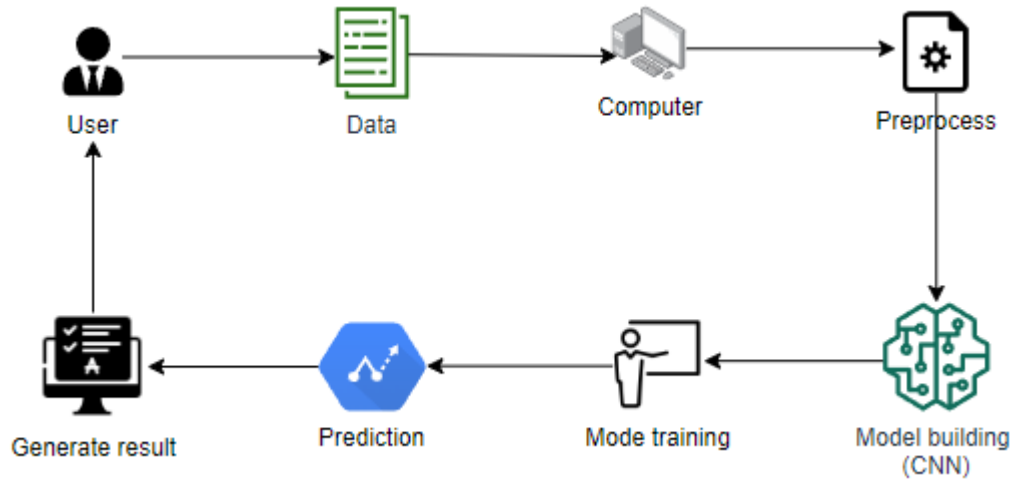 User
Data
Computer
Preprocess
Generate result
Prediction
Mode training
Model building
(CNN)